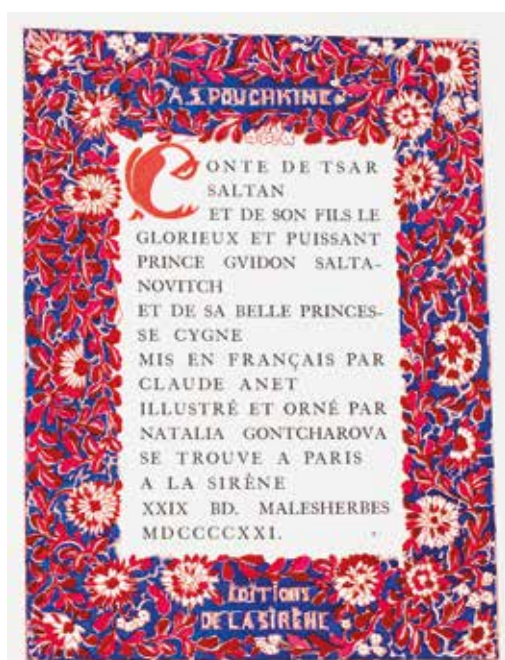 A.S. POUCHKINE
CONTE DE TSAR
SALTAN
ET DE SON FILS LE
GLORIEUX ET PUISSANT
PRINCE GVIDON SALTA-
NOVITCH
ET DE SA BELLE PRINCES-
SE CYGNE
MIS EN FRANÇAIS PAR
CLAUDE ANET
ILLUSTRÉ ET ORNÉ PAR
NATALIA GONTCHAROVA
SE TROUVE A PARIS
A LA SIRÈNE
XXIX BD. MALESHERBES
MDCCCCXXI.
EDITIONS
DE LA SIRÈNE